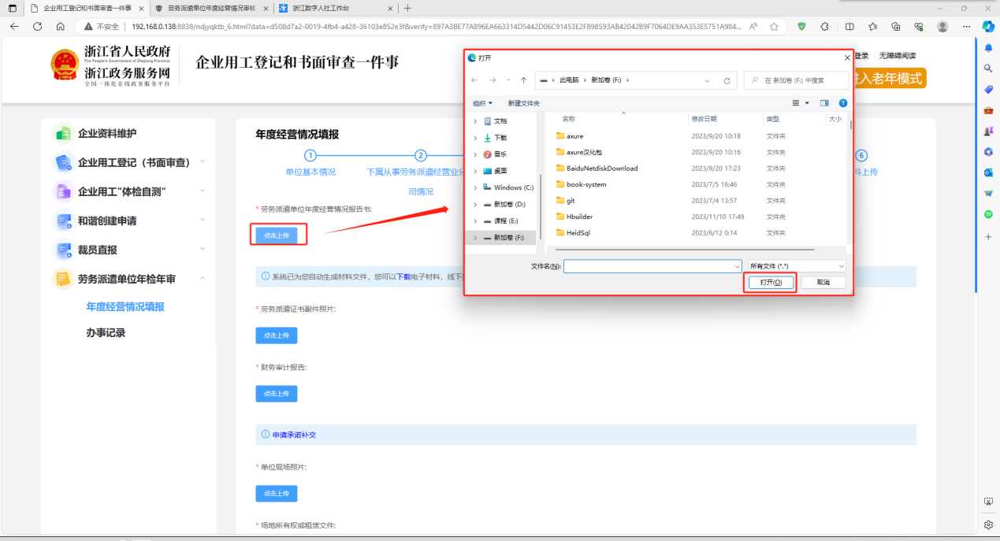 企业用工登记和书面审查一件事
劳务派遣单位年度经营情况审核
浙江数字人社工作台
不安全
192.168.0.138:8838/ndjyqktb_6.html?data=d508d7a2-0019-4fb4-a428-36103e852e3f&verify=897A3BE77A896EA663314D5442D06C91453E2F89B593AB42042B9F7064DE9AA353E5751A984...
浙江省人民政府
The People's Government of Zhejiang Province
浙江政务服务网
全国一体化在线政务服务平台
企业用工登记和书面审查一件事
登录
无障碍阅读
进入老年模式
企业资料维护
企业用工登记（书面审查）
企业用工"体检自测"
和谐创建申请
裁员直报
劳务派遣单位年检年审
年度经营情况填报
办事记录
年度经营情况填报
1
2
6
单位基本情况
下属从事劳务派遣经营业分
司情况
料上传
* 劳务派遣单位年度经营情况报告书:
点击上传
系统已为您自动生成材料文件，您可以下载电子材料，线下
* 劳务派遣证书副件照片:
点击上传
* 财务审计报告:
点击上传
申请承诺补交
* 单位现场照片:
点击上传
* 场地所有权或租赁文件:
打开
此电脑 › 新加卷 (F:) ›
在 新加卷 (F:) 中搜索
组织
新建文件夹
文档
下载
音乐
桌面
Windows (C:)
新加卷 (D:)
课程 (E:)
新加卷 (F:)
名称 修改日期 类型 大小
axure 2023/9/20 10:18 文件夹
axure汉化包 2023/9/20 10:16 文件夹
BaiduNetdiskDownload 2023/9/20 17:23 文件夹
book-system 2023/7/5 16:46 文件夹
git 2023/7/4 13:57 文件夹
Hbuilder 2023/11/10 17:49 文件夹
HeidSql 2023/6/12 0:14 文件夹
文件名(N):
所有文件 (*.*)
打开(O)
取消